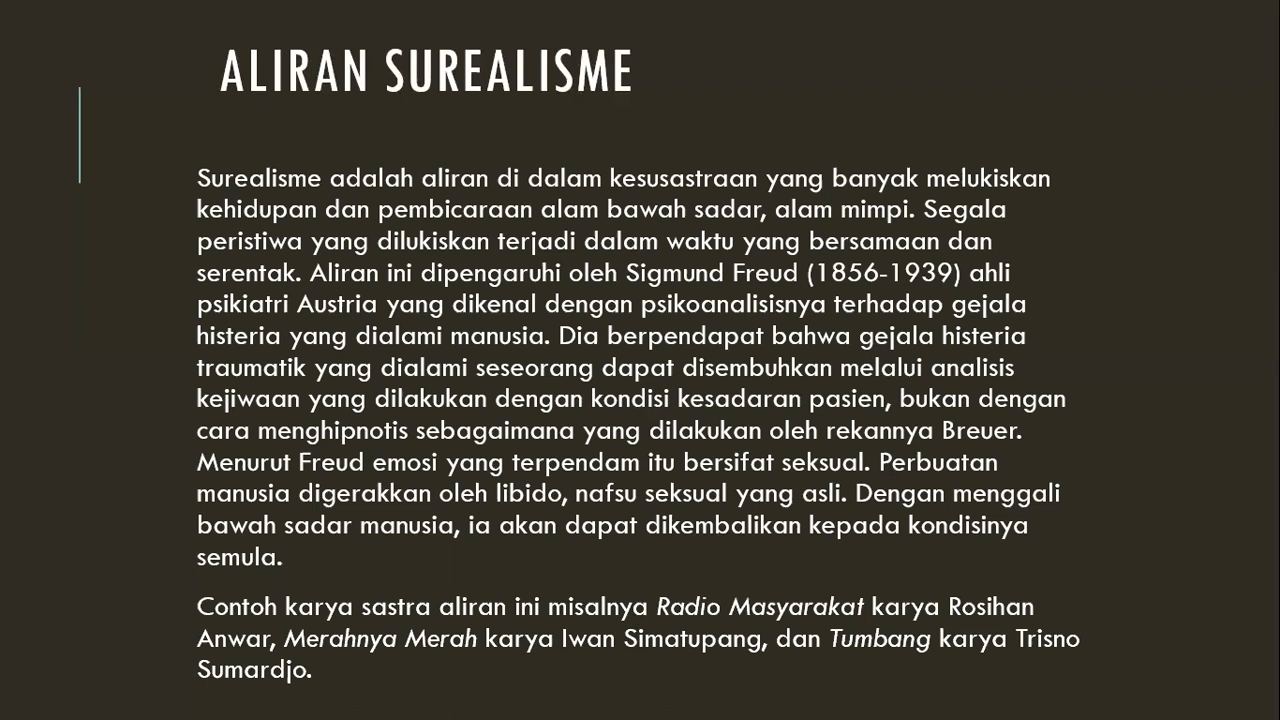 ALIRAN SUREALISME
Surealisme adalah aliran di dalam kesusastraan yang banyak melukiskan
kehidupan dan pembicaraan alam bawah sadar, alam mimpi. Segala
peristiwa yang dilukiskan terjadi dalam waktu yang bersamaan dan
serentak. Aliran ini dipengaruhi oleh Sigmund Freud (1856-1939) ahli
psikiatri Austria yang dikenal dengan psikoanalisisnya terhadap gejala
histeria yang dialami manusia. Dia berpendapat bahwa gejala histeria
traumatik yang dialami seseorang dapat disembuhkan melalui analisis
kejiwaan yang dilakukan dengan kondisi kesadaran pasien, bukan dengan
cara menghipnotis sebagaimana yang dilakukan oleh rekannya Breuer.
Menurut Freud emosi yang terpendam itu bersifat seksual. Perbuatan
manusia digerakkan oleh libido, nafsu seksual yang asli. Dengan menggali
bawah sadar manusia, ia akan dapat dikembalikan kepada kondisinya
semula.
Contoh karya sastra aliran ini misalnya Radio Masyarakat karya Rosihan
Anwar, Merahnya Merah karya Iwan Simatupang, dan Tumbang karya Trisno
Sumardjo.